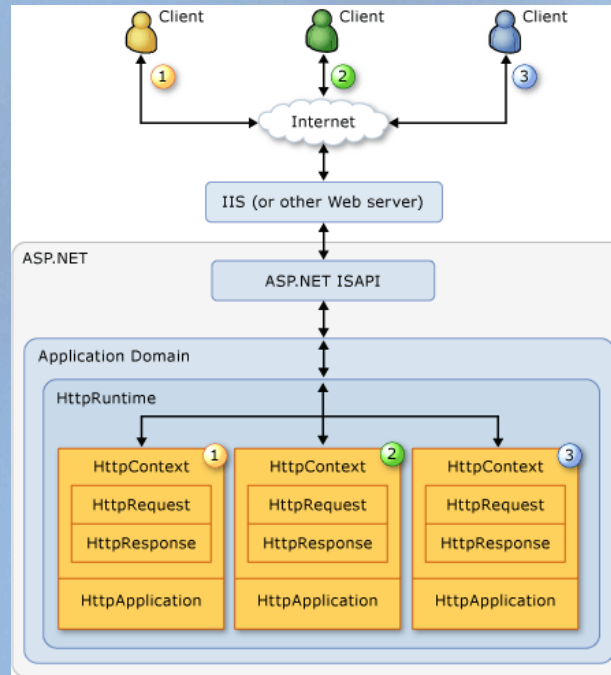 Client
Client
Client
1
2
3
Internet
IIS (or other Web server)
ASP.NET
ASP.NET ISAPI
Application Domain
HttpRuntime
1
2
3
HttpContext
HttpContext
HttpContext
HttpRequest
HttpRequest
HttpRequest
HttpResponse
HttpResponse
HttpResponse
HttpApplication
HttpApplication
HttpApplication